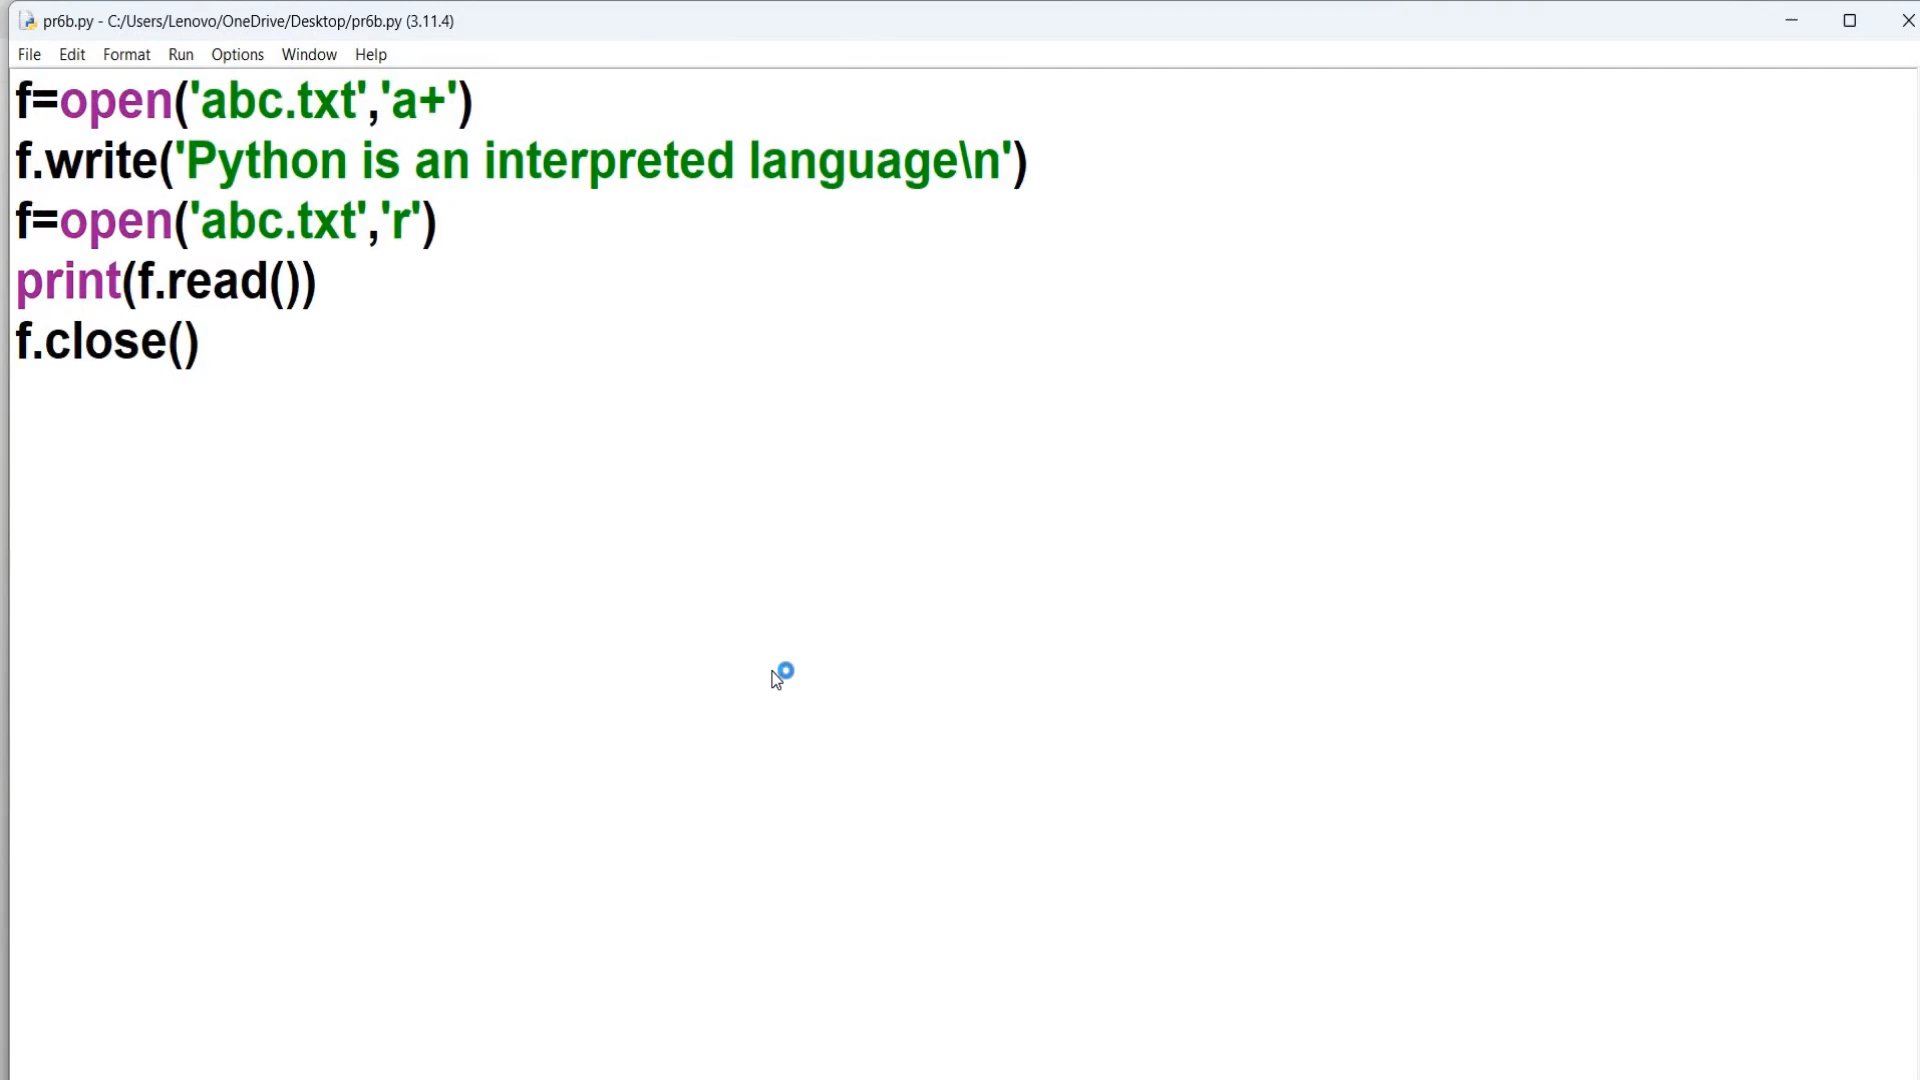 pr6b.py - C:/Users/Lenovo/OneDrive/Desktop/pr6b.py (3.11.4)
File Edit Format Run Options Window Help
f=open('abc.txt','a+')
f.write('Python is an interpreted language\n')
f=open('abc.txt','r')
print(f.read())
f.close()